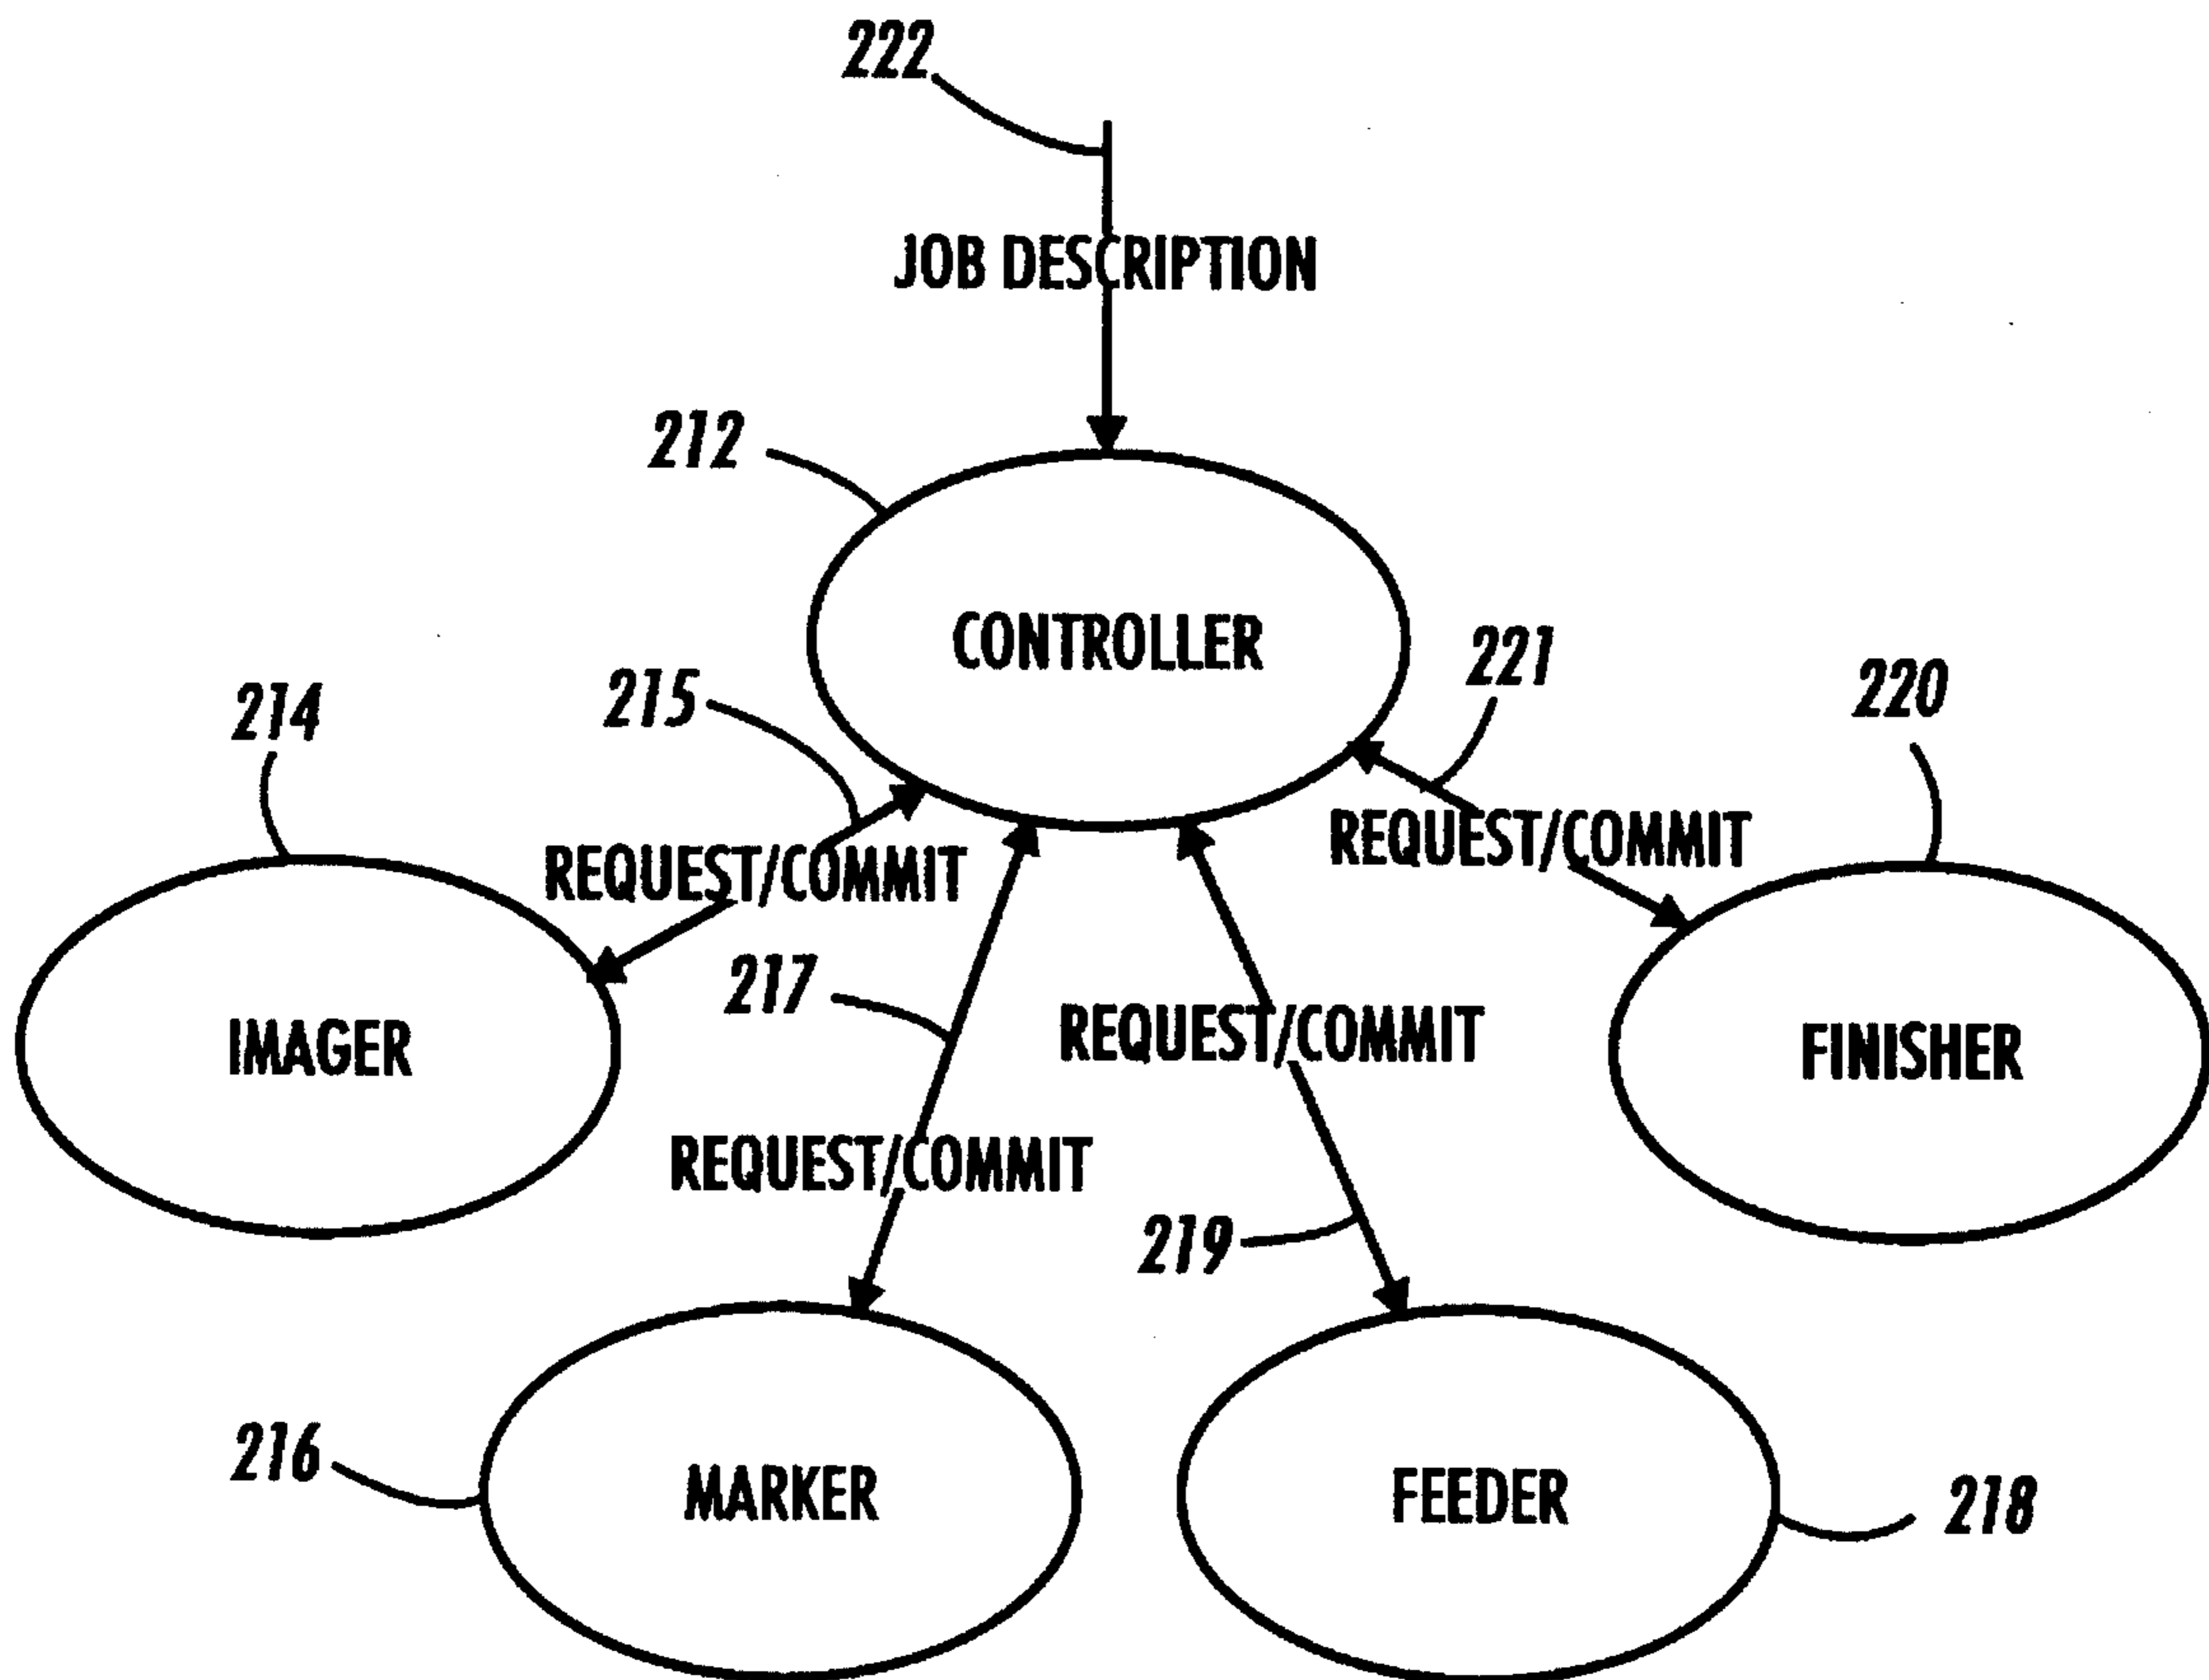 222
JOB DESCRIPTION
212
CONTROLLER
215
221
214
220
REQUEST/COMMIT
REQUEST/COMMIT
217
REQUEST/COMMIT
IMAGER
FINISHER
REQUEST/COMMIT
219
216
MARKER
FEEDER
218